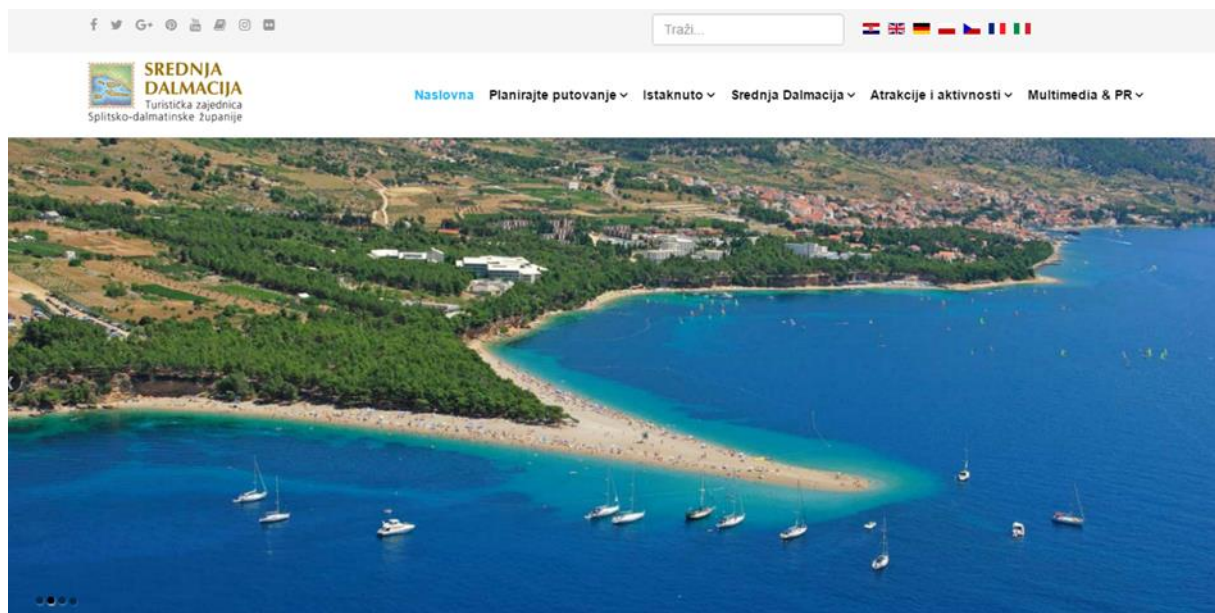 Traži...
SREDNJA
DALMACIJA
Turistička zajednica
Splitsko-dalmatinske županije
Naslovna Planirajte putovanje Istaknuto Srednja Dalmacija Atrakcije i aktivnosti Multimedia & PR